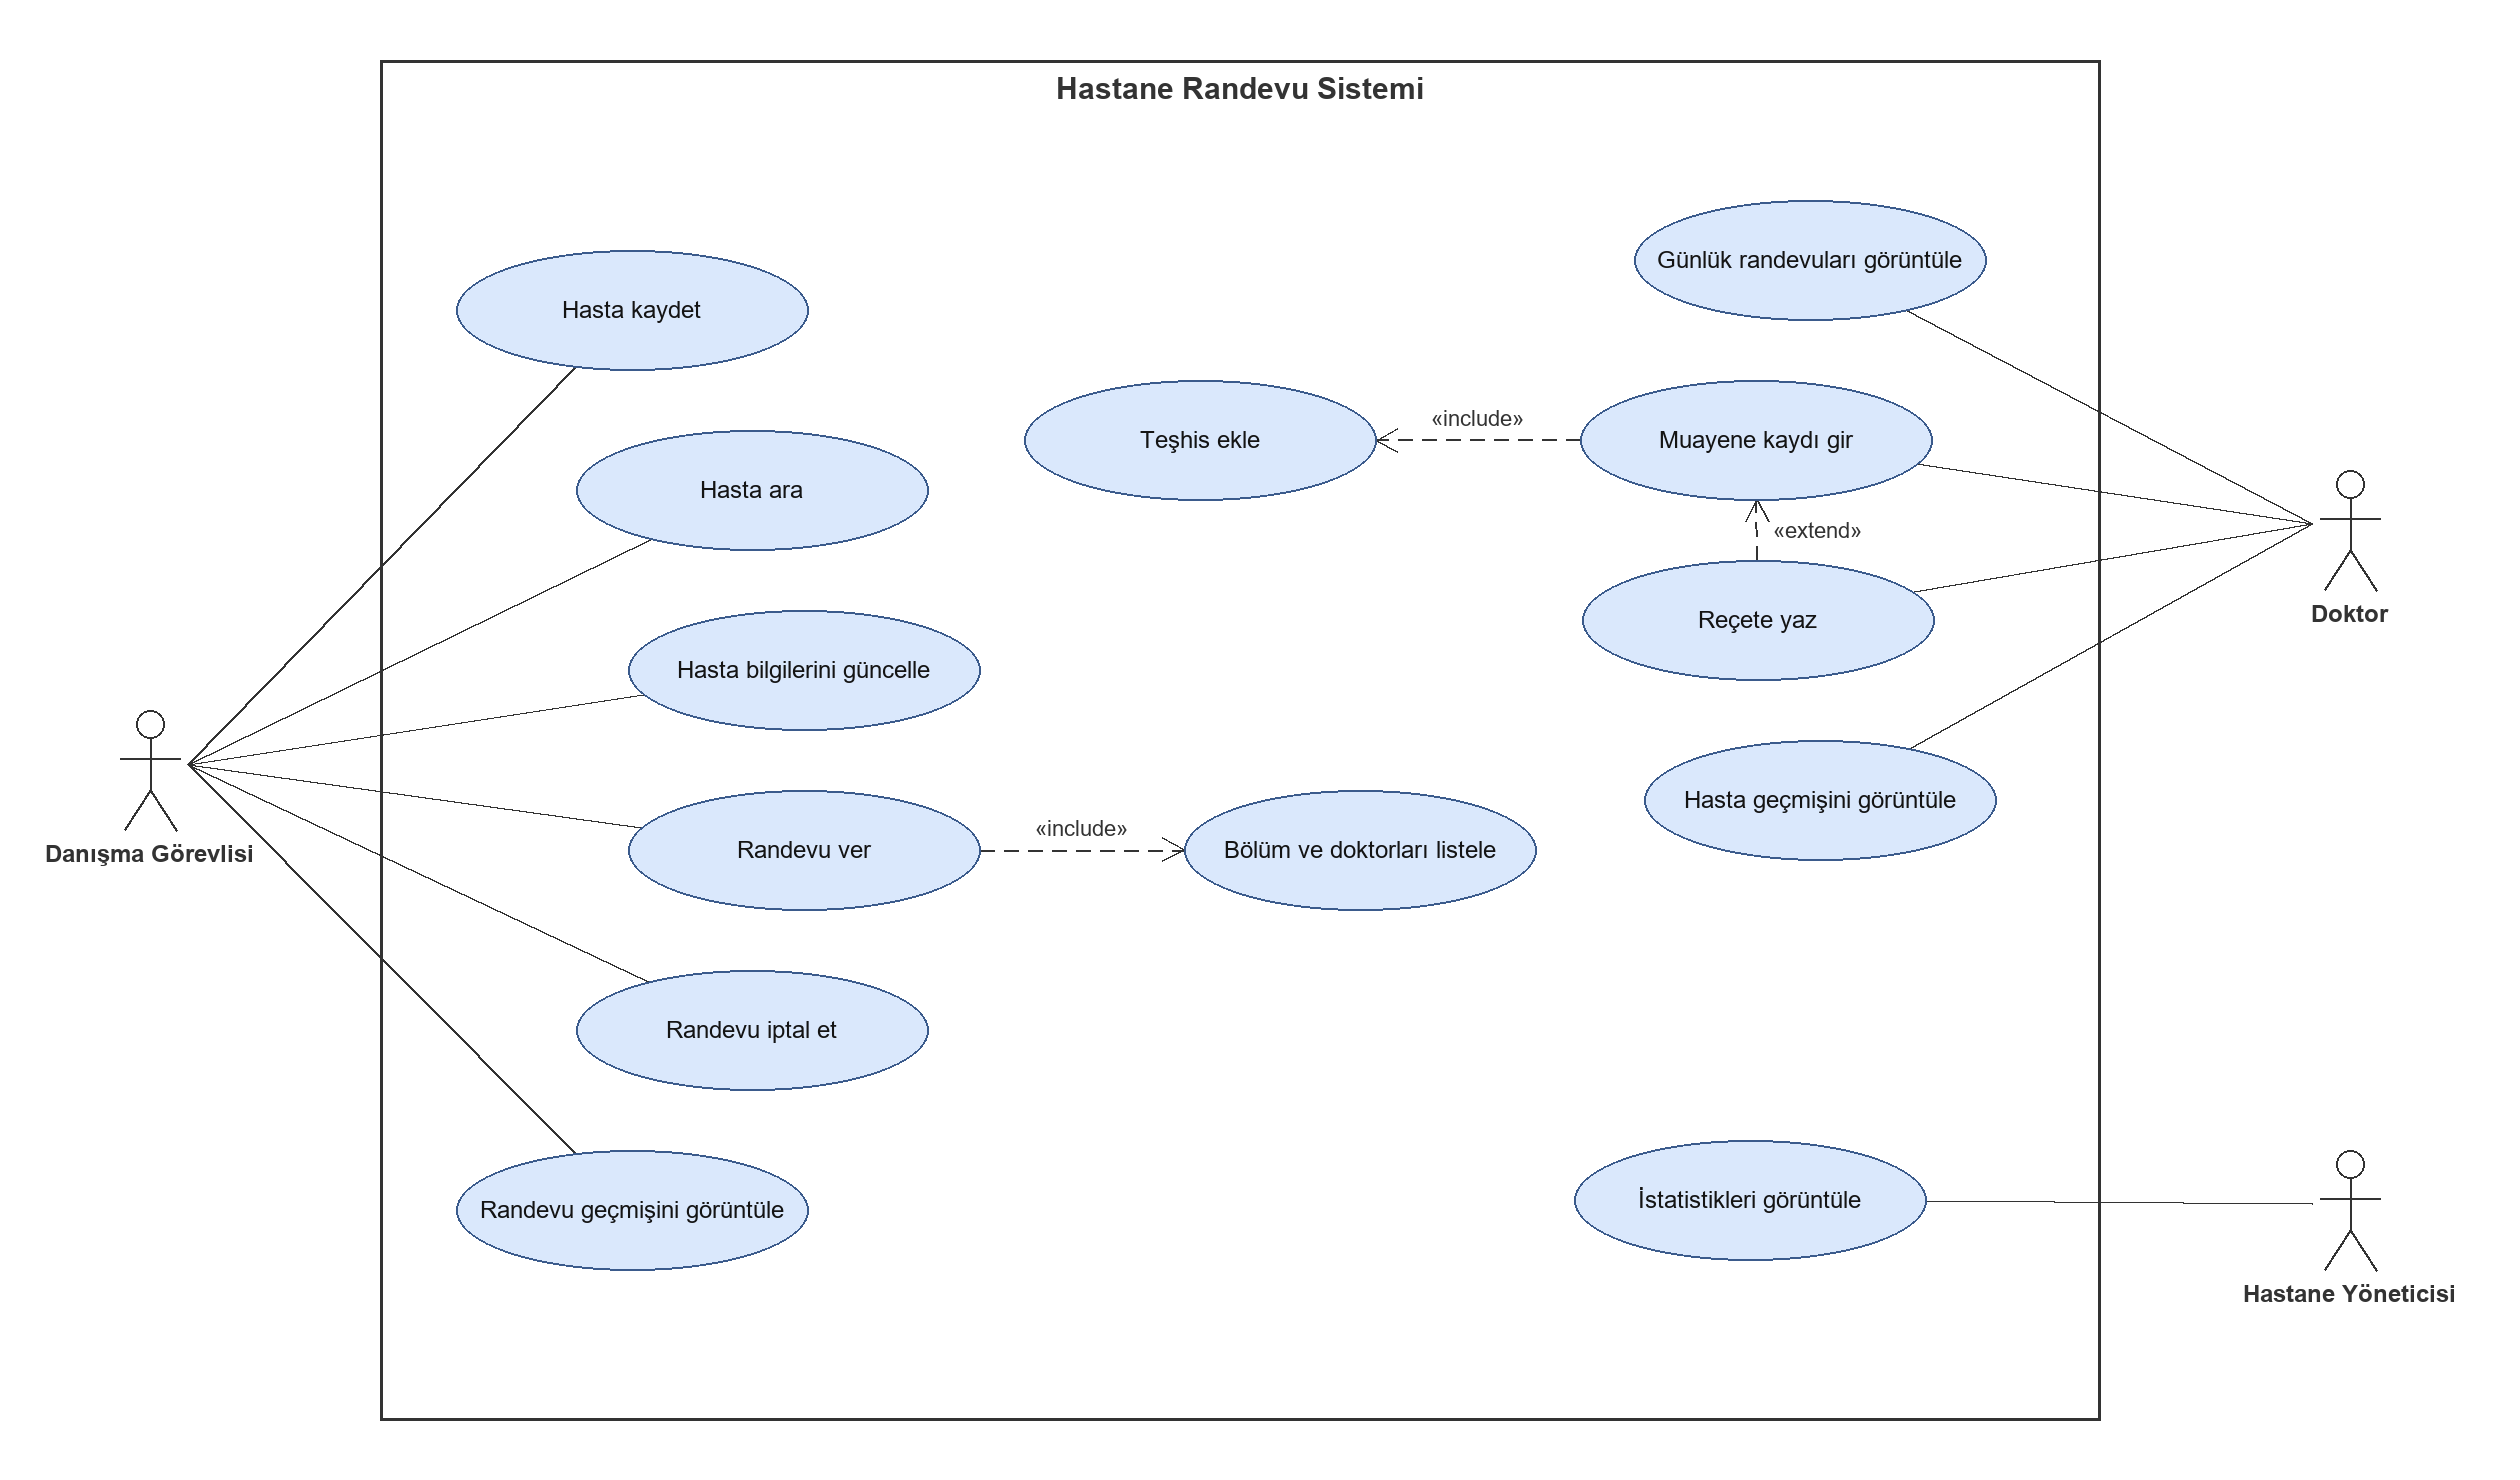 Hastane Randevu Sistemi
Günlük randevuları görüntüle
Hasta kaydet
«include»
Teşhis ekle
Muayene kaydı gir
Hasta ara
«extend»
Doktor
Reçete yaz
Hasta bilgilerini güncelle
Hasta geçmişini görüntüle
«include»
Danışma Görevlisi
Randevu ver
Bölüm ve doktorları listele
Randevu iptal et
Randevu geçmişini görüntüle
İstatistikleri görüntüle
Hastane Yöneticisi